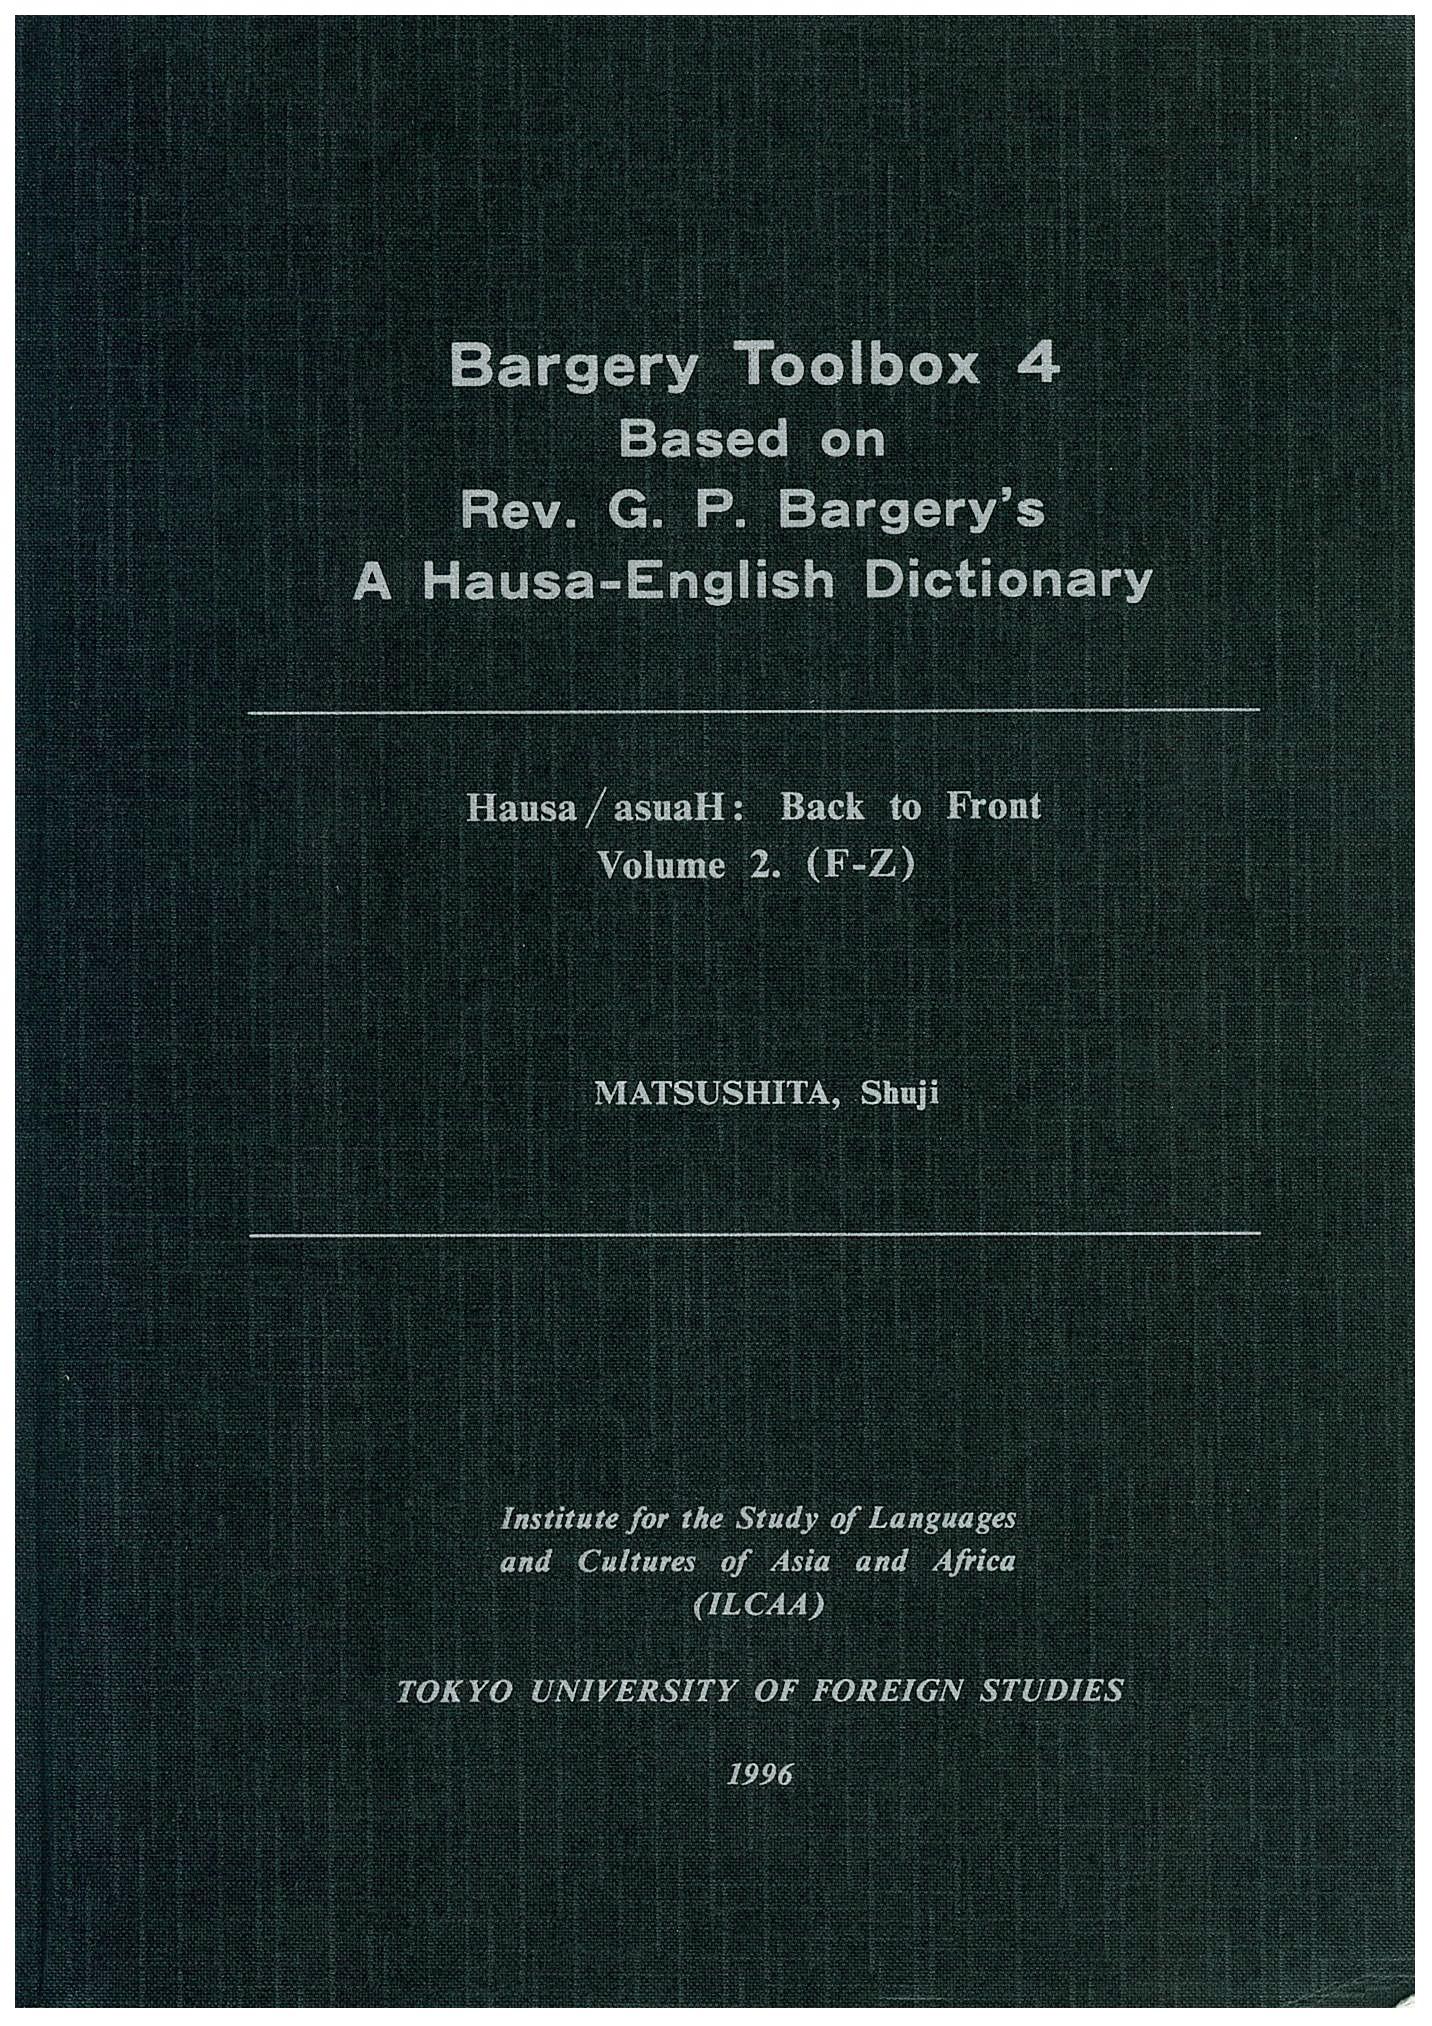 Bargery Toolbox 4
Based on
Rev. G. P. Bargery's
A Hausa-English Dictionary
Hausa / asuaH: Back to Front
Volume 2. (F-Z)
MATSUSHITA, Shuji
Institute for the Study of Languages
and Cultures of Asia and Africa
(ILCAA)
TOKYO UNIVERSITY OF FOREIGN STUDIES
1996